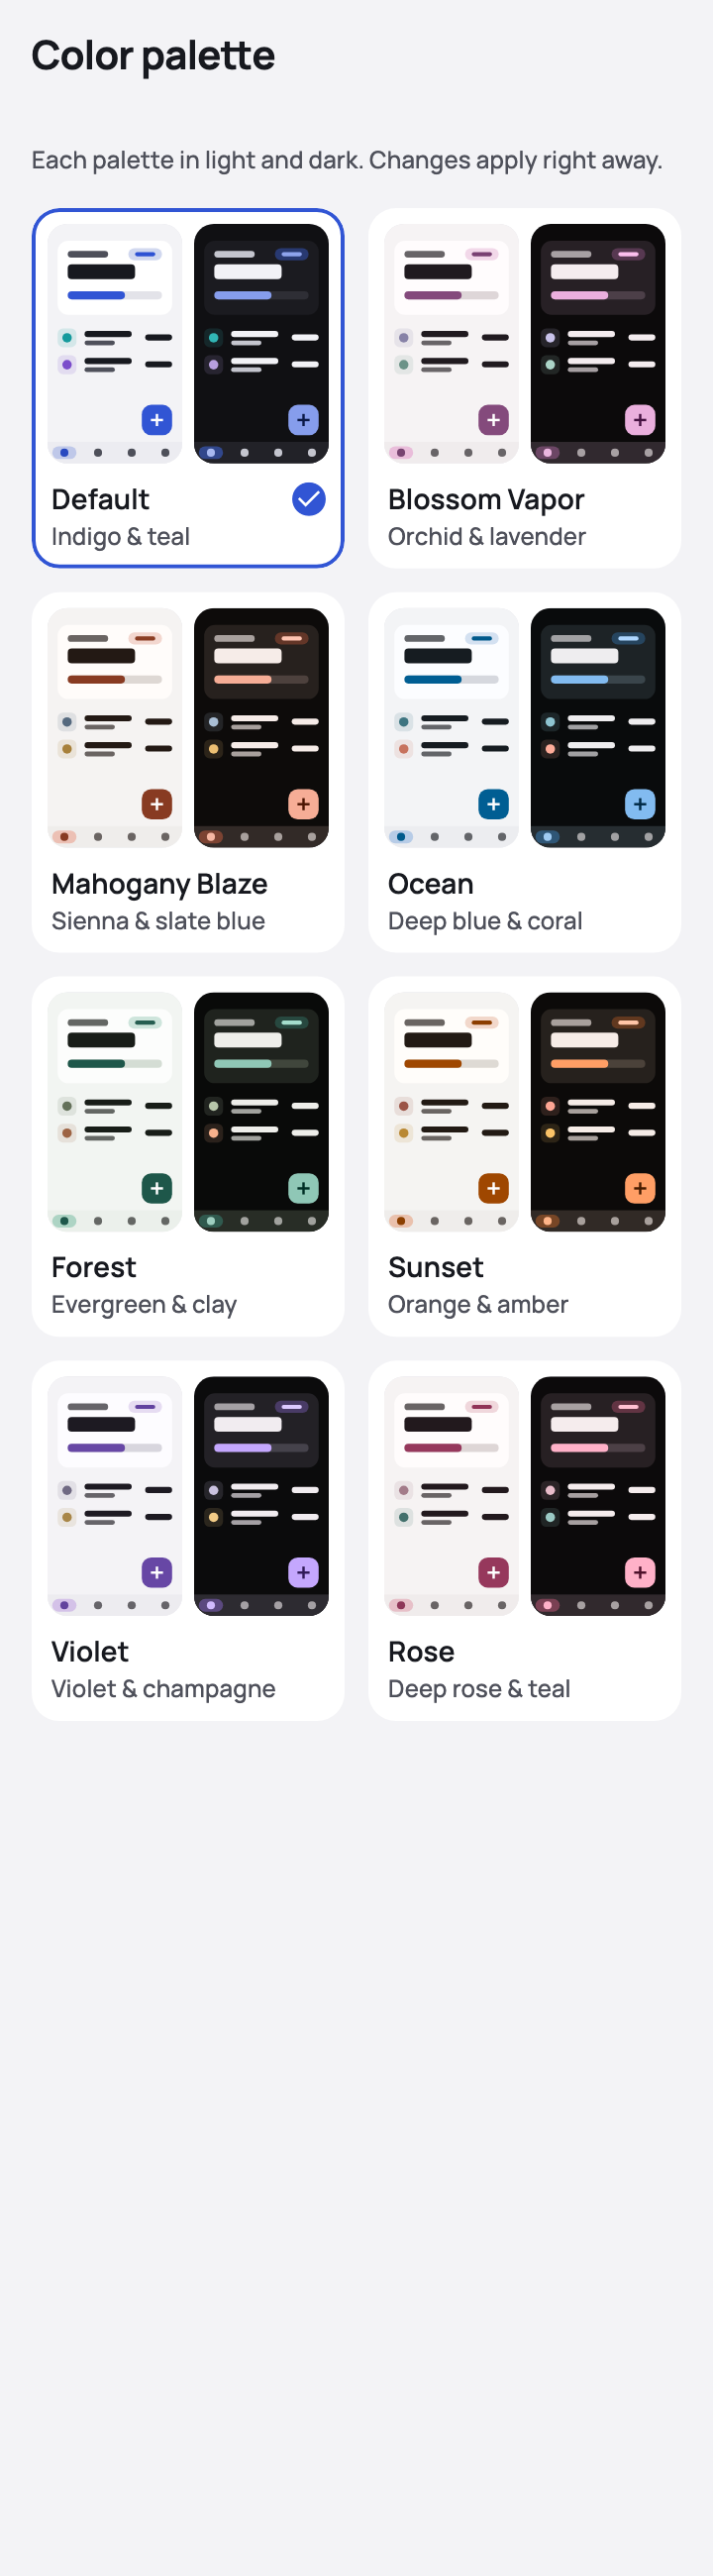 Color palette
Each palette in light and dark. Changes apply right away.
Default
Indigo & teal
Blossom Vapor
Orchid & lavender
Mahogany Blaze
Sienna & slate blue
Ocean
Deep blue & coral
Forest
Evergreen & clay
Sunset
Orange & amber
Violet
Violet & champagne
Rose
Deep rose & teal